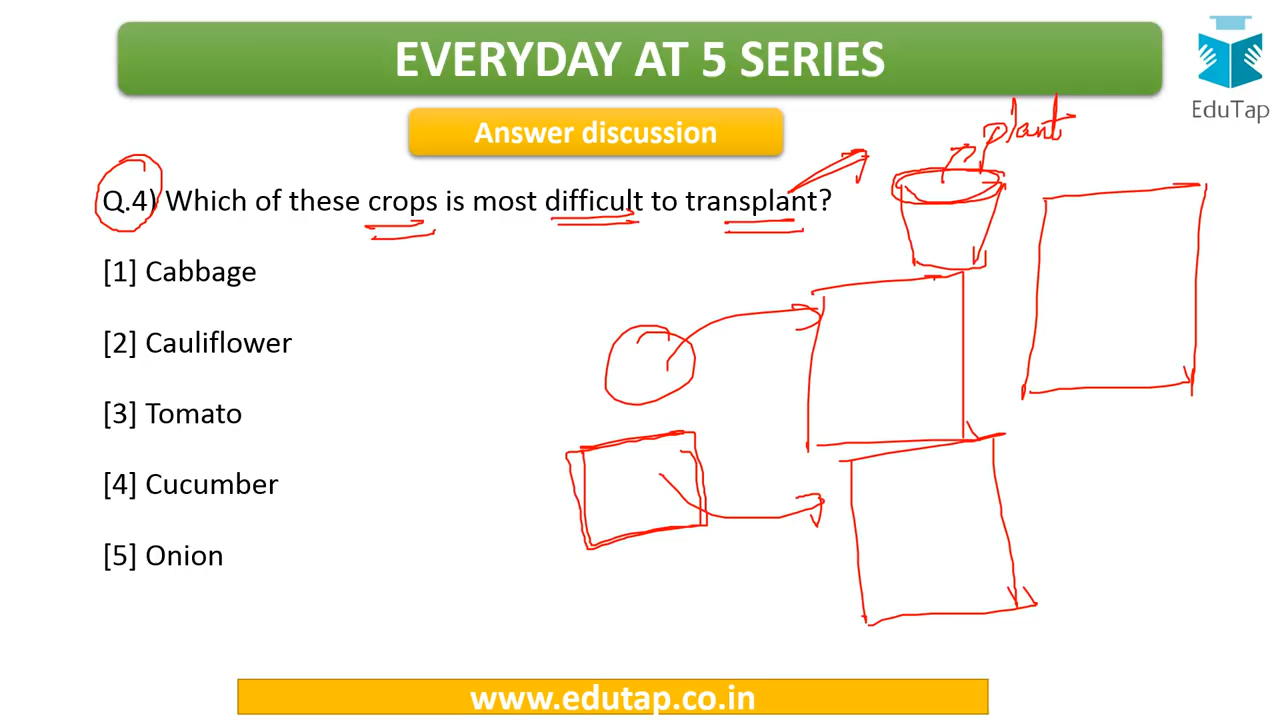 EVERYDAY AT 5 SERIES
EduTap
Answer discussion
plant
Q.4) Which of these crops is most difficult to transplant?
[1] Cabbage
[2] Cauliflower
[3] Tomato
[4] Cucumber
[5] Onion
www.edutap.co.in